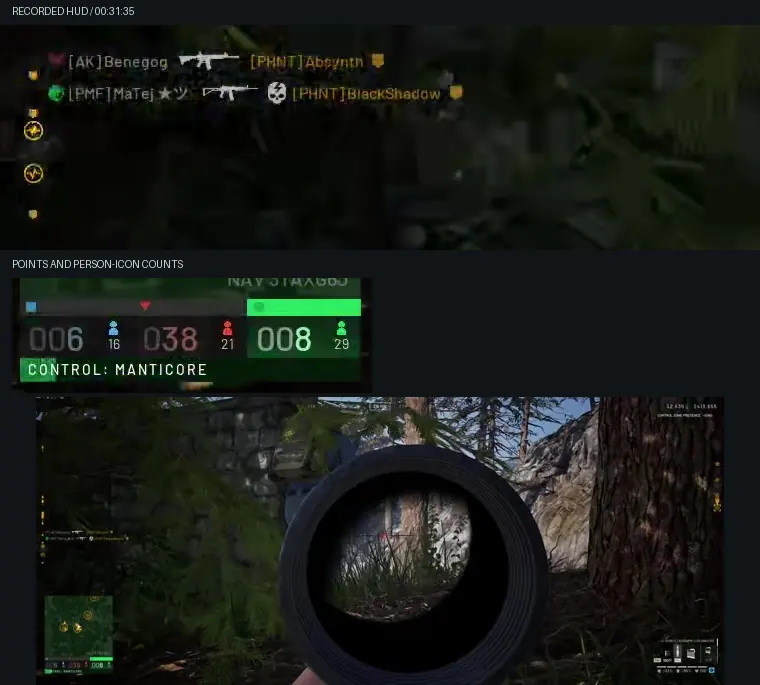 RECORDED HUD / 00:31:35
[AK]Benegog [PHNT]Absynth
[PMF]MaTej ★ツ [PHNT]BlackShadow
POINTS AND PERSON-ICON COUNTS
006 16 038 21 008 29
CONTROL: MANTICORE